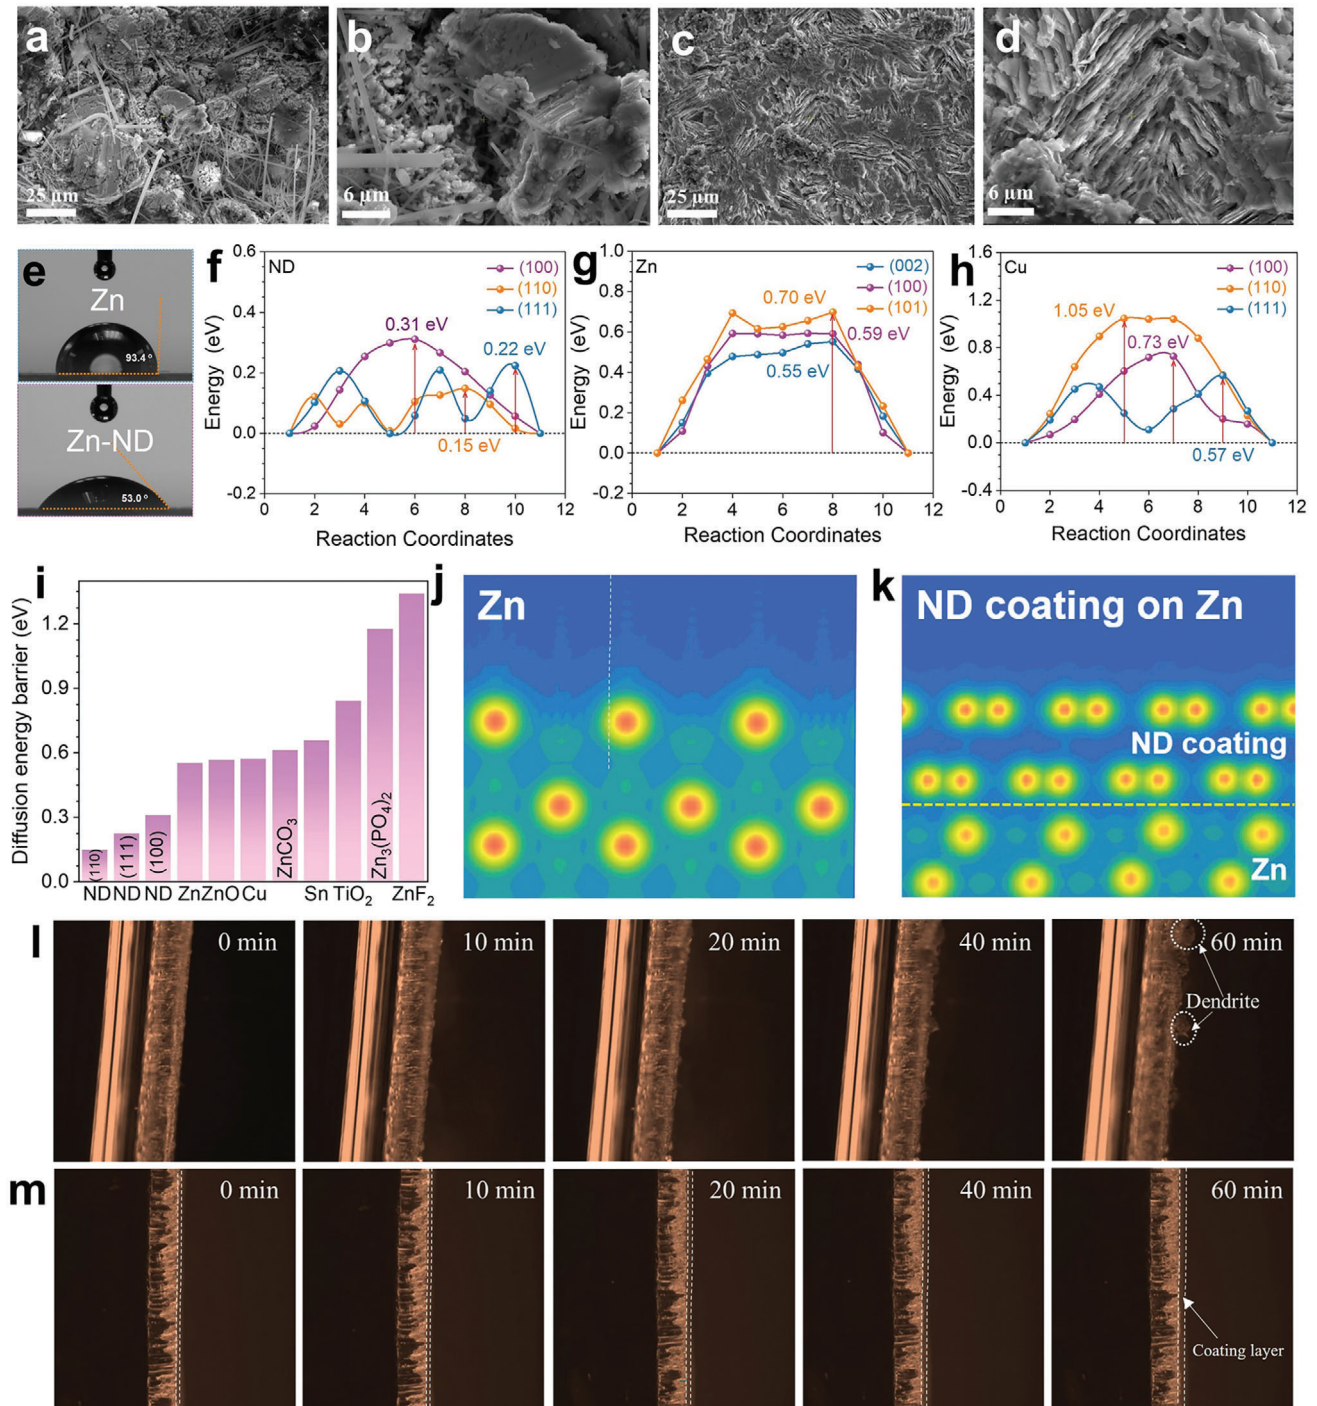 a
b
c
d
25 µm
6 µm
25 µm
6 µm
e
Zn
93.4 °
Zn-ND
53.0 °
f
ND
(100)
(110)
(111)
0.31 eV
0.22 eV
0.15 eV
0.6
0.4
0.2
0.0
-0.2
Energy (eV)
0 2 4 6 8 10 12
Reaction Coordinates
g
Zn
(002)
(100)
(101)
0.70 eV
0.59 eV
0.55 eV
1.0
0.8
0.6
0.4
0.2
0.0
-0.2
Energy (eV)
0 2 4 6 8 10 12
Reaction Coordinates
h
Cu
(100)
(110)
(111)
1.05 eV
0.73 eV
0.57 eV
1.6
1.2
0.8
0.4
0.0
-0.4
Energy (eV)
0 2 4 6 8 10 12
Reaction Coordinates
i
Diffusion energy barrier (eV)
1.2
0.9
0.6
0.3
0.0
(110)
(111)
(100)
ZnCO3
Zn3(PO4)2
ND ND ND Zn ZnO Cu Sn TiO2 ZnF2
j
Zn
k
ND coating on Zn
ND coating
Zn
l
0 min
10 min
20 min
40 min
60 min
Dendrite
m
0 min
10 min
20 min
40 min
60 min
Coating layer